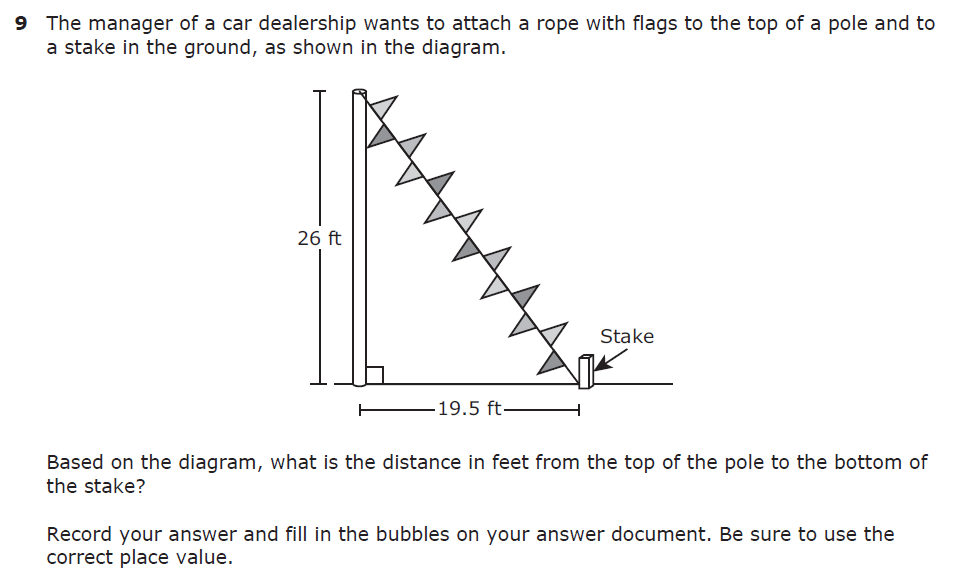 9 The manager of a car dealership wants to attach a rope with flags to the top of a pole and to
a stake in the ground, as shown in the diagram.
26 ft
Stake
19.5 ft
Based on the diagram, what is the distance in feet from the top of the pole to the bottom of
the stake?
Record your answer and fill in the bubbles on your answer document. Be sure to use the
correct place value.